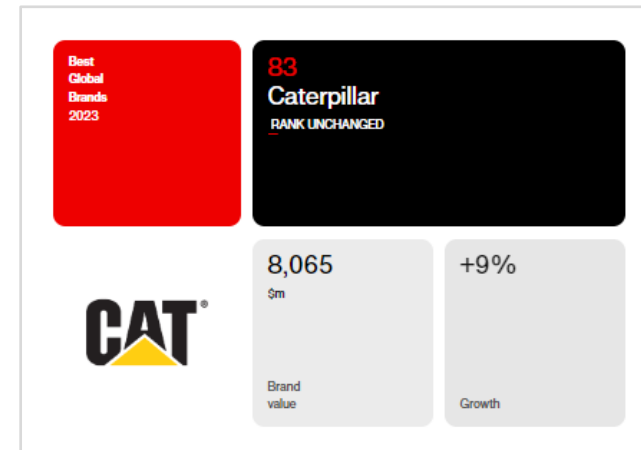 Best
Global
Brands
2023
83
Caterpillar
RANK UNCHANGED
8,065
$m
Brand
value
+9%
Growth
CAT®